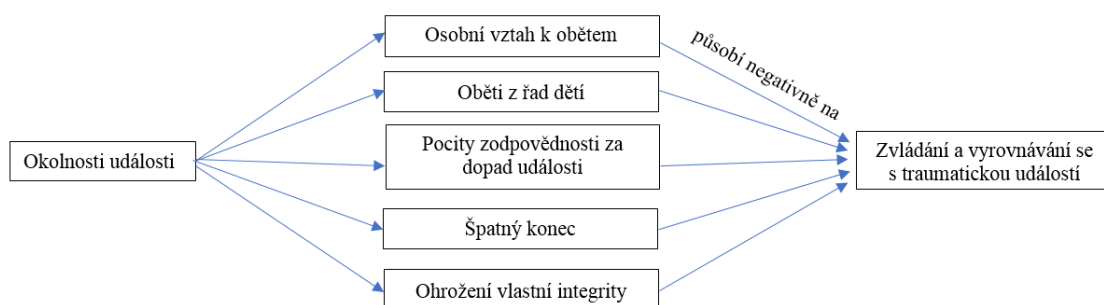 Osobní vztah k obětem
působí negativně na
Oběti z řad dětí
Okolnosti události
Pocity zodpovědnosti za
dopad události
Zvládání a vyrovnávání se
s traumatickou událostí
Špatný konec
Ohrožení vlastní integrity